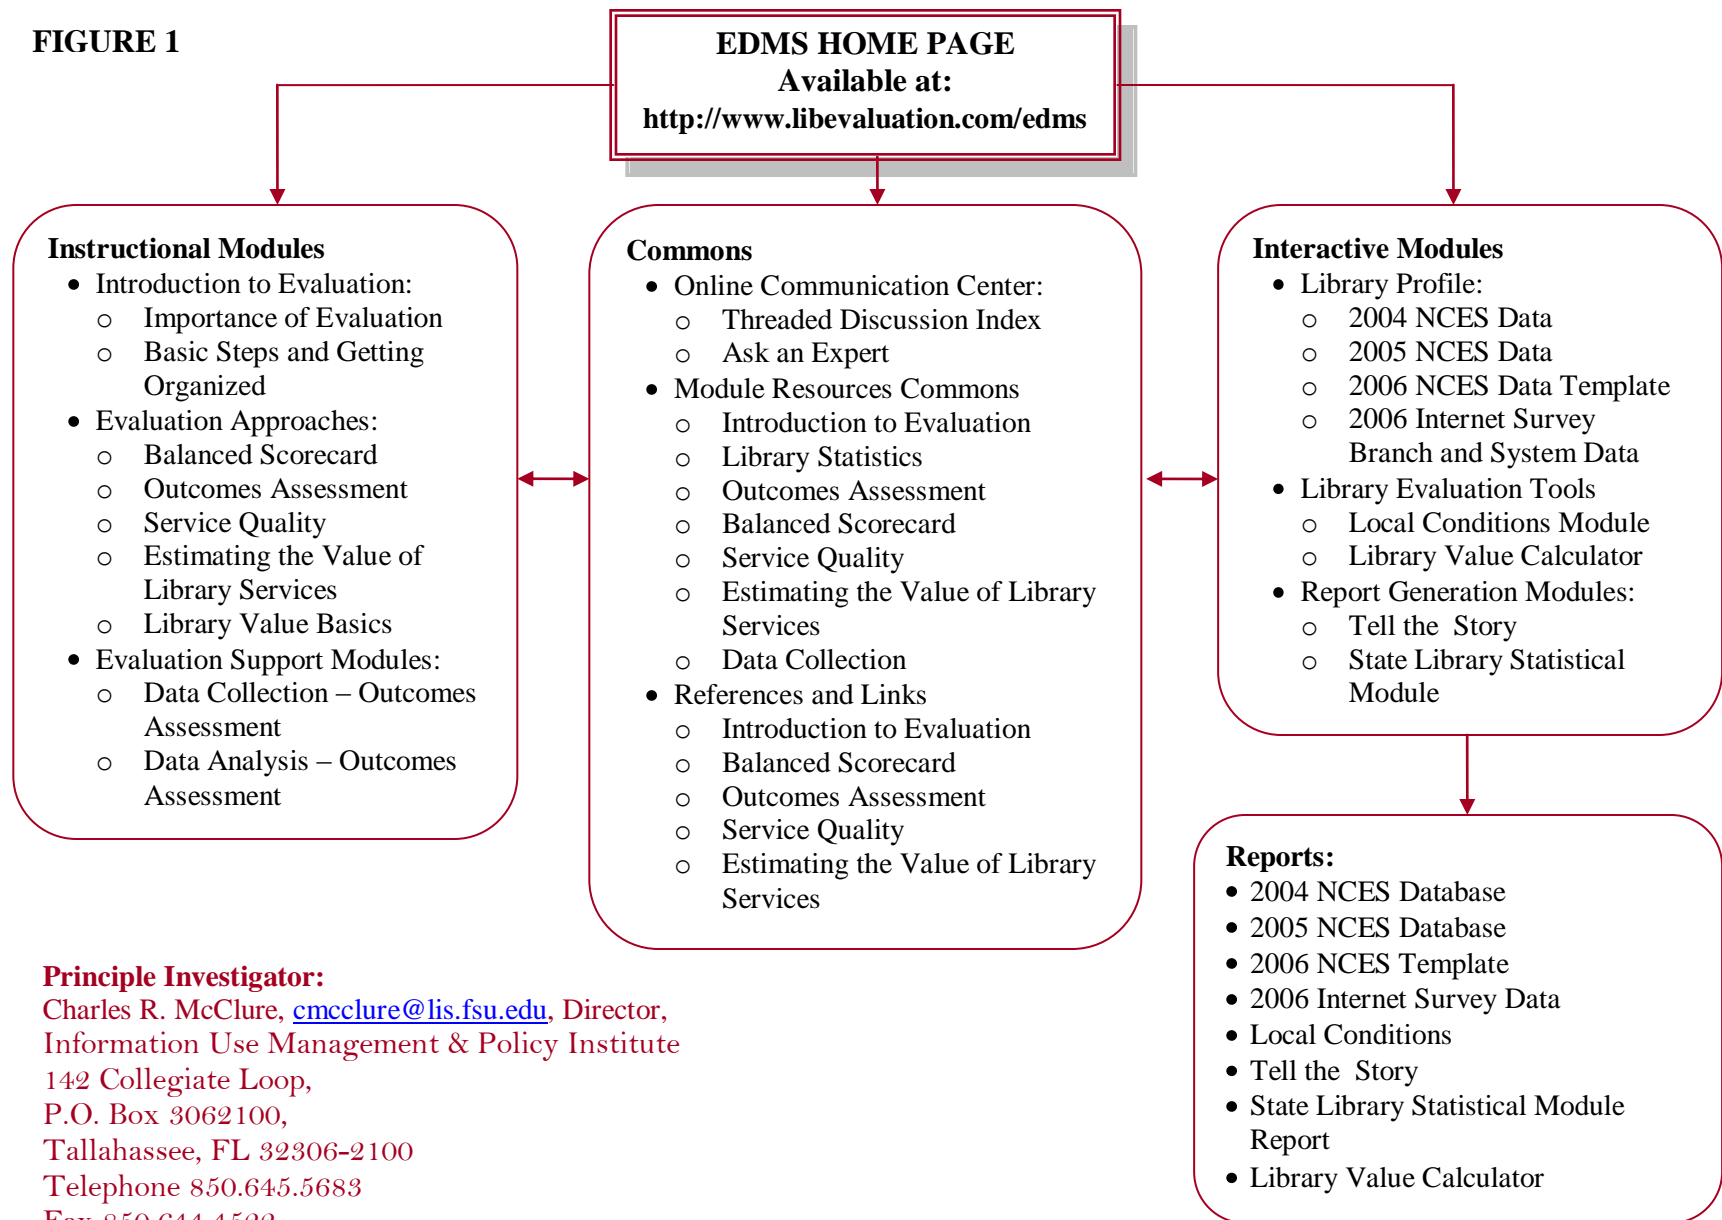 FIGURE 1
EDMS HOME PAGE
Available at:
http://www.libevaluation.com/edms
Instructional Modules
• Introduction to Evaluation:
o Importance of Evaluation
o Basic Steps and Getting
Organized
• Evaluation Approaches:
o Balanced Scorecard
o Outcomes Assessment
o Service Quality
o Estimating the Value of
Library Services
o Library Value Basics
• Evaluation Support Modules:
o Data Collection – Outcomes
Assessment
o Data Analysis – Outcomes
Assessment
Commons
• Online Communication Center:
o Threaded Discussion Index
o Ask an Expert
• Module Resources Commons
o Introduction to Evaluation
o Library Statistics
o Outcomes Assessment
o Balanced Scorecard
o Service Quality
o Estimating the Value of Library
Services
o Data Collection
• References and Links
o Introduction to Evaluation
o Balanced Scorecard
o Outcomes Assessment
o Service Quality
o Estimating the Value of Library
Services
Interactive Modules
• Library Profile:
o 2004 NCES Data
o 2005 NCES Data
o 2006 NCES Data Template
o 2006 Internet Survey
Branch and System Data
• Library Evaluation Tools
o Local Conditions Module
o Library Value Calculator
• Report Generation Modules:
o Tell the Story
o State Library Statistical
Module
Reports:
• 2004 NCES Database
• 2005 NCES Database
• 2006 NCES Template
• 2006 Internet Survey Data
• Local Conditions
• Tell the Story
• State Library Statistical Module
Report
• Library Value Calculator
Principle Investigator:
Charles R. McClure, cmcclure@lis.fsu.edu, Director,
Information Use Management & Policy Institute
142 Collegiate Loop,
P.O. Box 3062100,
Tallahassee, FL 32306-2100
Telephone 850.645.5683
Fax 850.644.4522